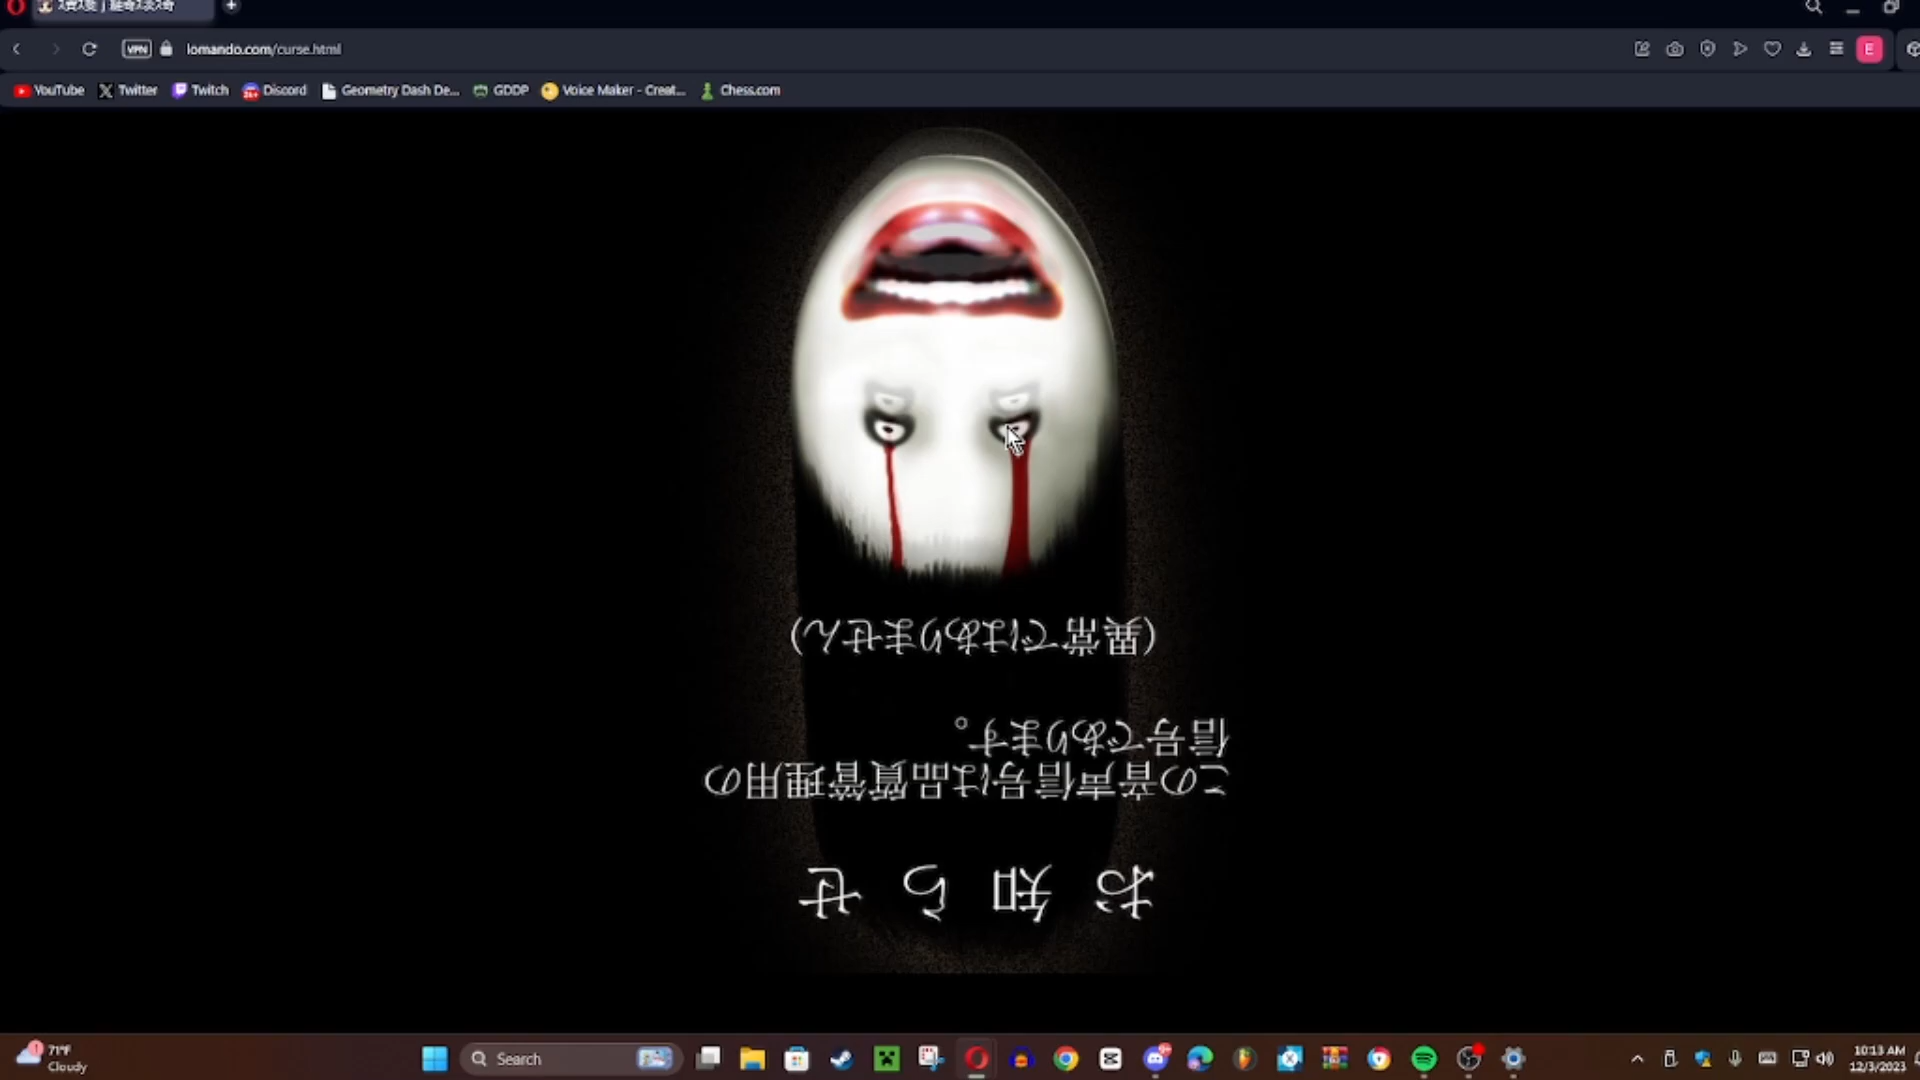 lomando.com/curse.html
YouTube Twitter Twitch Discord Geometry Dash De... GDDP Voice Maker - Creat... Chess.com
お知らせ
この音声信号は品質管理用の
信号であります。
(異常ではありません)
71°F
Cloudy
Search
10:13 AM
12/3/2023